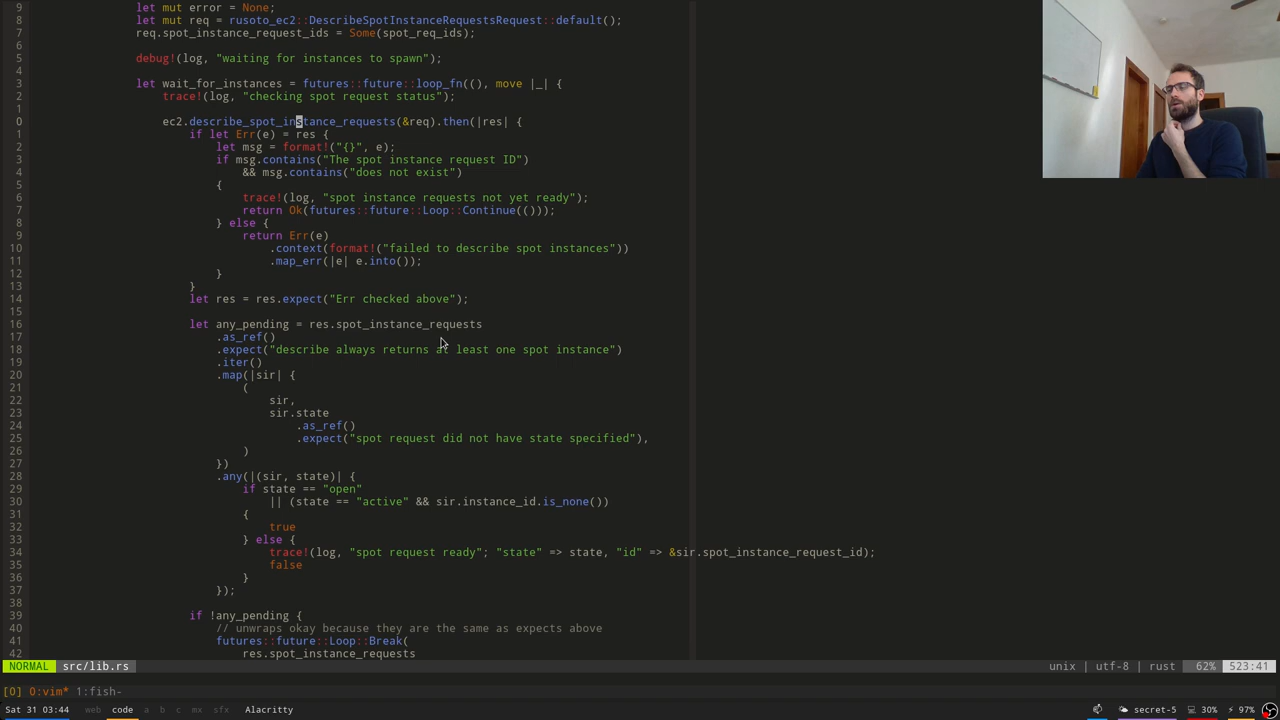 9 let mut error = None;
8 let mut req = rusoto_ec2::DescribeSpotInstanceRequestsRequest::default();
7 req.spot_instance_request_ids = Some(spot_req_ids);
6
5 debug!(log, "waiting for instances to spawn");
4
3 let wait_for_instances = futures::future::loop_fn((), move |_| {
2 trace!(log, "checking spot request status");
1
0 ec2.describe_spot_instance_requests(&req).then(|res| {
1 if let Err(e) = res {
2 let msg = format!("{}", e);
3 if msg.contains("The spot instance request ID")
4 && msg.contains("does not exist")
5 {
6 trace!(log, "spot instance requests not yet ready");
7 return Ok(futures::future::Loop::Continue(()));
8 } else {
9 return Err(e)
10 .context(format!("failed to describe spot instances"))
11 .map_err(|e| e.into());
12 }
13 }
14 let res = res.expect("Err checked above");
15
16 let any_pending = res.spot_instance_requests
17 .as_ref()
18 .expect("describe always returns at least one spot instance")
19 .iter()
20 .map(|sir| {
21 (
22 sir,
23 sir.state
24 .as_ref()
25 .expect("spot request did not have state specified"),
26 )
27 })
28 .any(|(sir, state)| {
29 if state == "open"
30 || (state == "active" && sir.instance_id.is_none())
31 {
32 true
33 } else {
34 trace!(log, "spot request ready"; "state" => state, "id" => &sir.spot_instance_request_id);
35 false
36 }
37 });
38
39 if !any_pending {
40 // unwraps okay because they are the same as expects above
41 futures::future::Loop::Break(
42 res.spot_instance_requests
NORMAL src/lib.rs unix | utf-8 | rust 62% 523:41
[0] 0:vim* 1:fish-
Sat 31 03:44 web code a b c mx sfx Alacritty secret-5 30% 97%